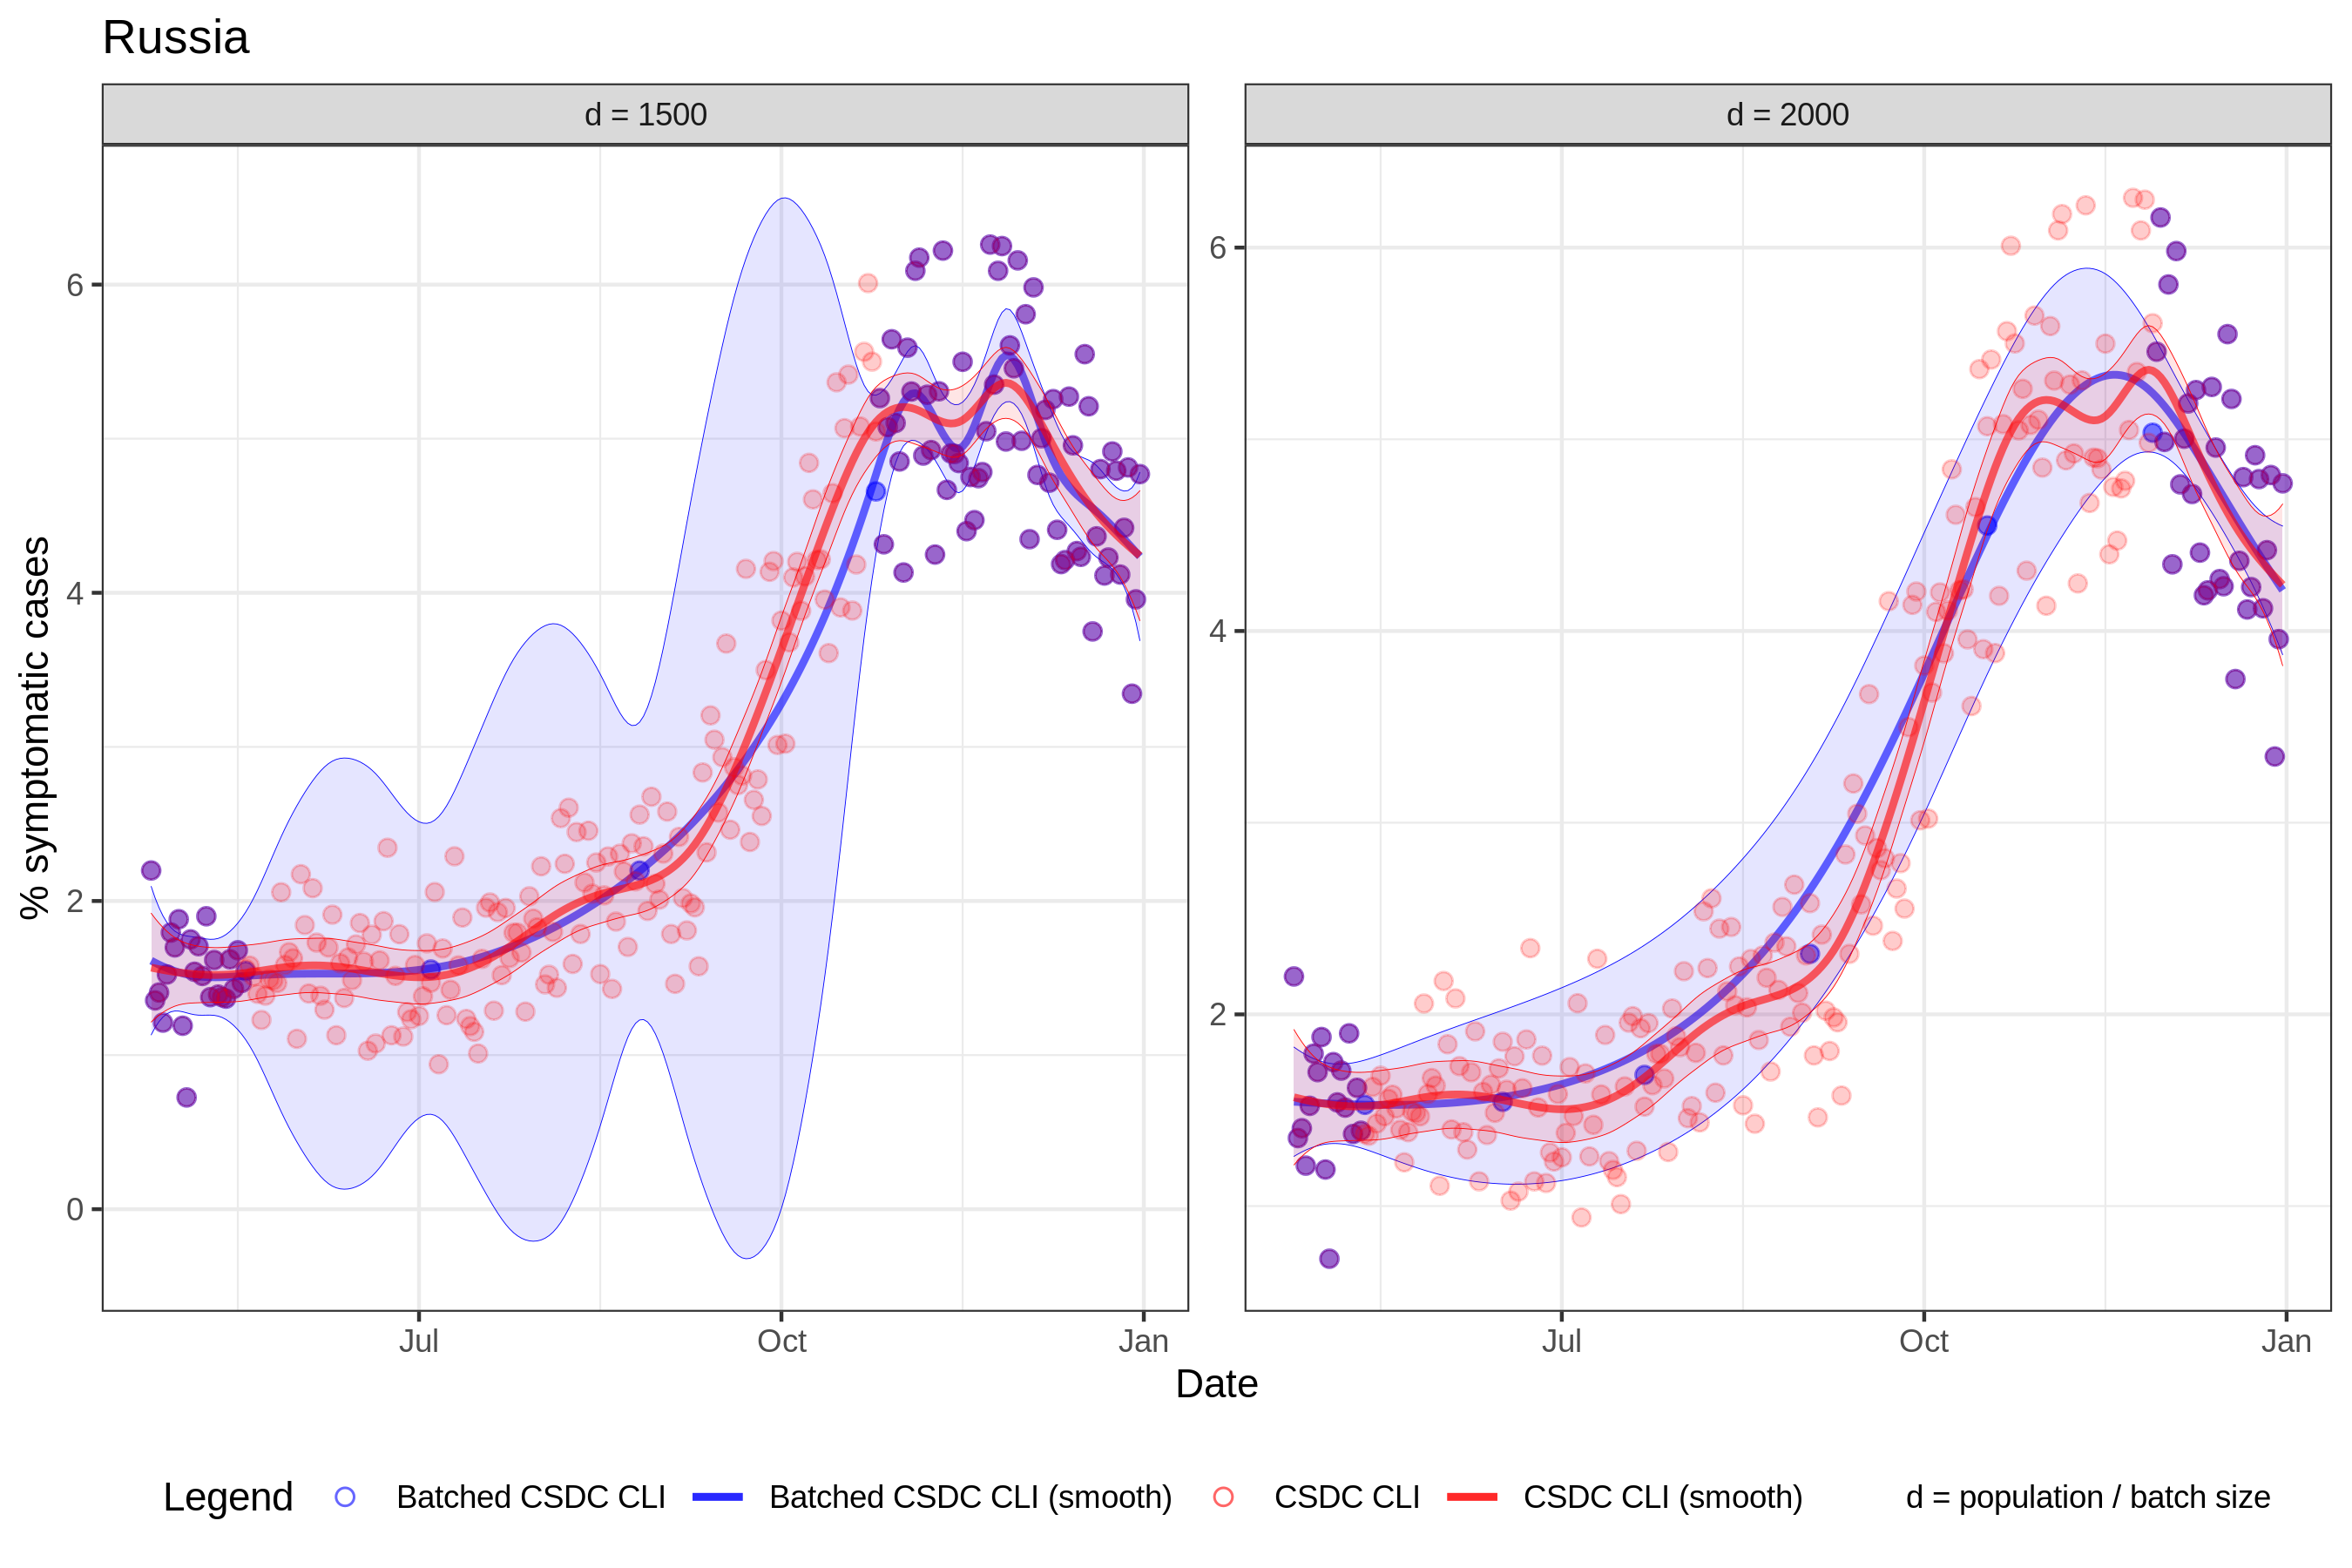 Russia
d = 1500
d = 2000
% symptomatic cases
6
4
2
0
6
4
2
Jul
Oct
Jan
Jul
Oct
Jan
Date
Legend
Batched CSDC CLI
Batched CSDC CLI (smooth)
CSDC CLI
CSDC CLI (smooth)
d = population / batch size